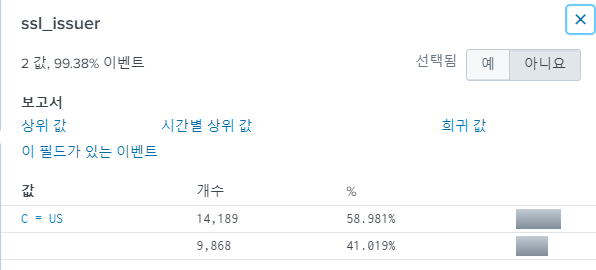 ssl_issuer
2 값, 99.38% 이벤트 선택됨 예 아니요
보고서
상위 값 시간별 상위 값 희귀 값
이 필드가 있는 이벤트
값 개수 %
C = US 14,189 58.981%
9,868 41.019%